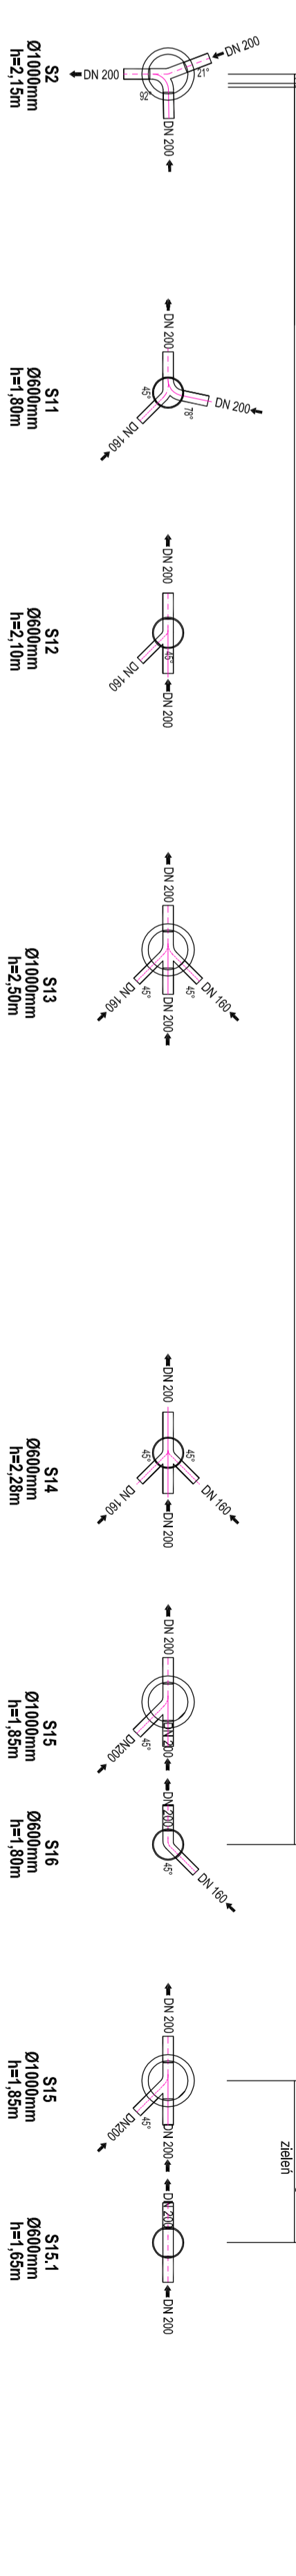 DN 200
DN 200
DN 200
21°
92°
S2
Ø1000mm
h=2,15m
DN 200
DN 200
DN 160
45°
78°
S11
Ø600mm
h=1,80m
DN 200
DN 200
DN 160
45°
S12
Ø600mm
h=2,10m
DN 200
DN 200
DN 160
DN 160
45°
45°
S13
Ø1000mm
h=2,50m
DN 200
DN 200
DN 160
DN 160
45°
45°
S14
Ø600mm
h=2,28m
DN 200
DN 200
DN200
45°
S15
Ø1000mm
h=1,85m
DN 200
DN 160
45°
S16
Ø600mm
h=1,80m
DN 200
DN 200
DN200
45°
S15
Ø1000mm
h=1,85m
zieleń
DN 200
DN 200
S15.1
Ø600mm
h=1,65m